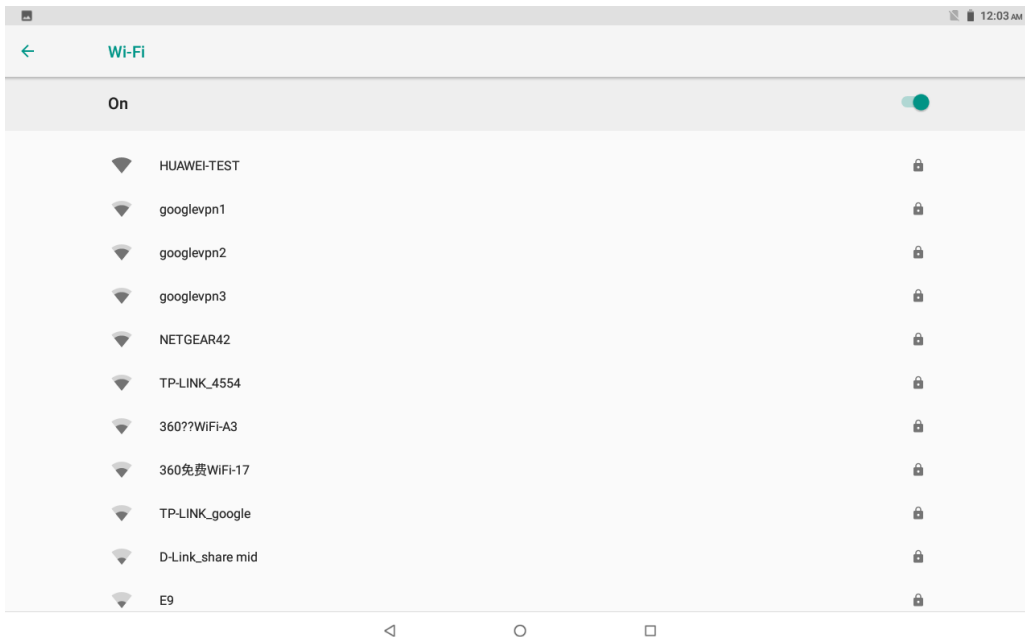 12:03 AM
Wi-Fi
On
HUAWEI-TEST
googlevpn1
googlevpn2
googlevpn3
NETGEAR42
TP-LINK_4554
360??WiFi-A3
360免费WiFi-17
TP-LINK_google
D-Link_share mid
E9